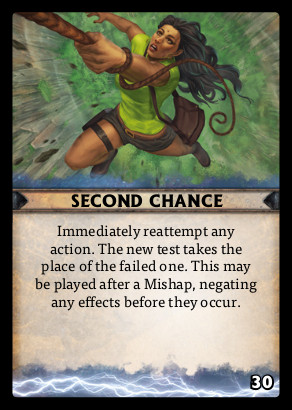 SECOND CHANCE
Immediately reattempt any
action. The new test takes the
place of the failed one. This may
be played after a Mishap, negating
any effects before they occur.
30